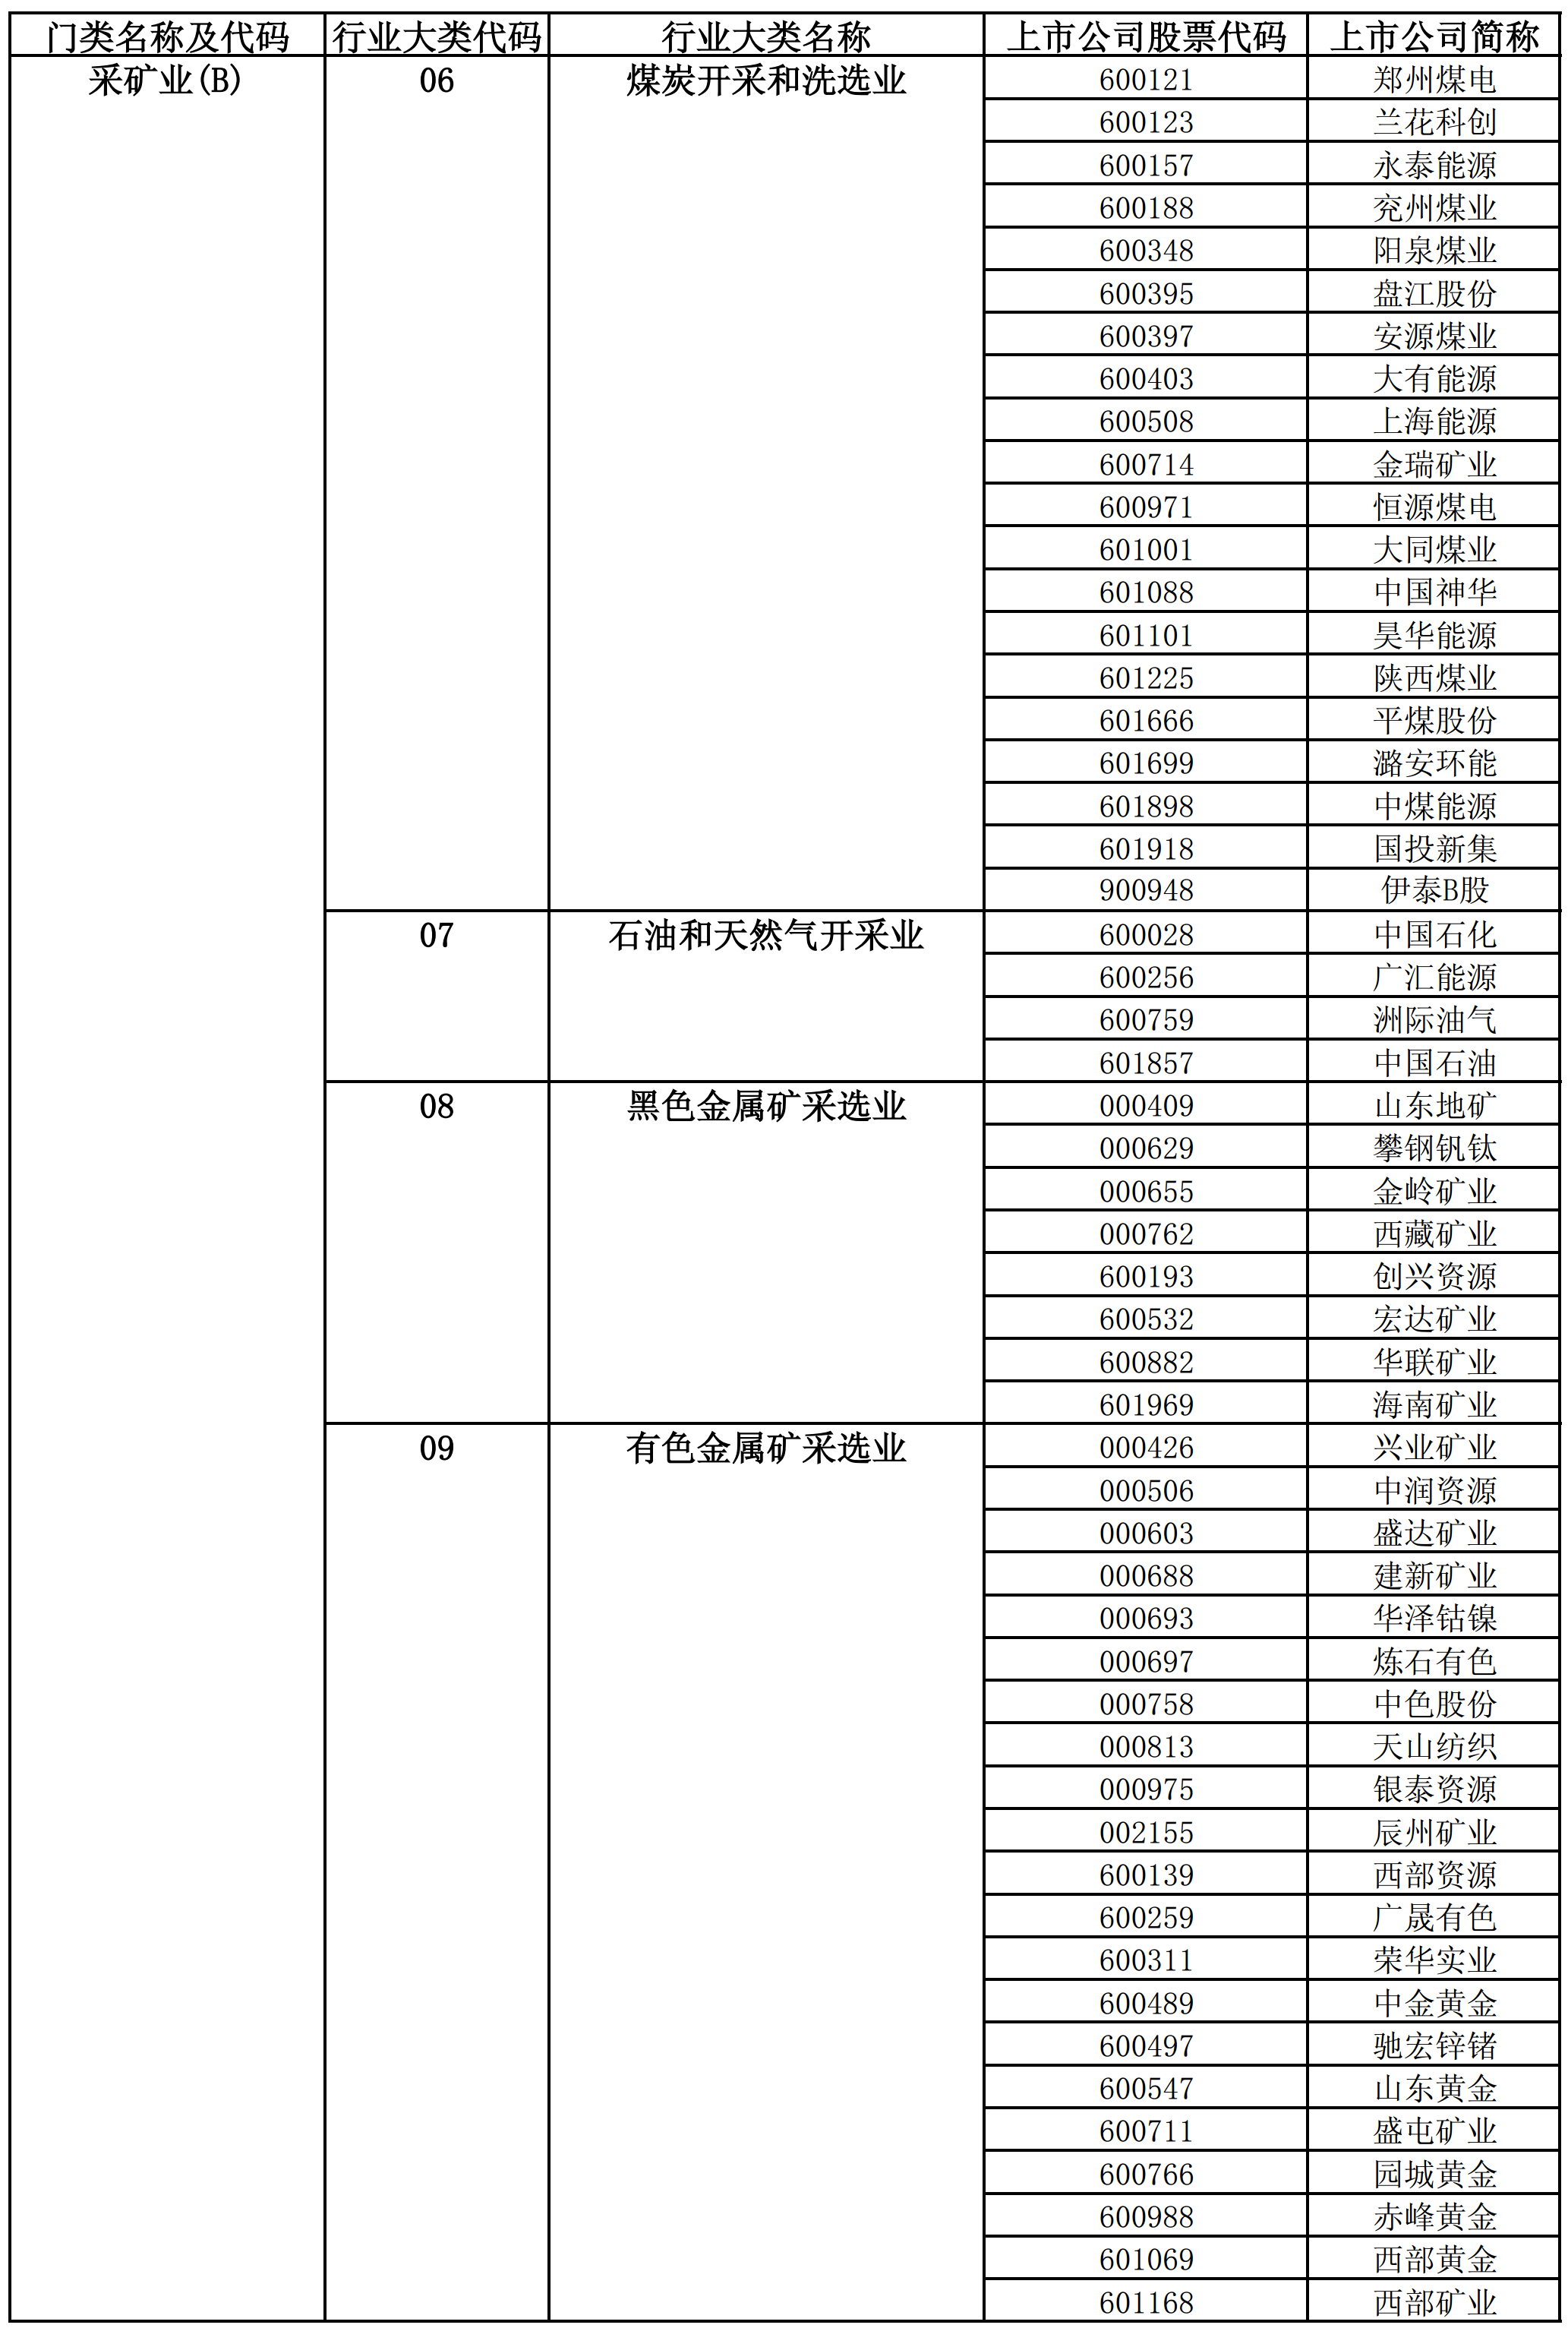 门类名称及代码 行业大类代码 行业大类名称 上市公司股票代码 上市公司简称
采矿业(B) 06 煤炭开采和洗选业 600121 郑州煤电
600123 兰花科创
600157 永泰能源
600188 兖州煤业
600348 阳泉煤业
600395 盘江股份
600397 安源煤业
600403 大有能源
600508 上海能源
600714 金瑞矿业
600971 恒源煤电
601001 大同煤业
601088 中国神华
601101 昊华能源
601225 陕西煤业
601666 平煤股份
601699 潞安环能
601898 中煤能源
601918 国投新集
900948 伊泰B股
07 石油和天然气开采业 600028 中国石化
600256 广汇能源
600759 洲际油气
601857 中国石油
08 黑色金属矿采选业 000409 山东地矿
000629 攀钢钒钛
000655 金岭矿业
000762 西藏矿业
600193 创兴资源
600532 宏达矿业
600882 华联矿业
601969 海南矿业
09 有色金属矿采选业 000426 兴业矿业
000506 中润资源
000603 盛达矿业
000688 建新矿业
000693 华泽钴镍
000697 炼石有色
000758 中色股份
000813 天山纺织
000975 银泰资源
002155 辰州矿业
600139 西部资源
600259 广晟有色
600311 荣华实业
600489 中金黄金
600497 驰宏锌锗
600547 山东黄金
600711 盛屯矿业
600766 园城黄金
600988 赤峰黄金
601069 西部黄金
601168 西部矿业